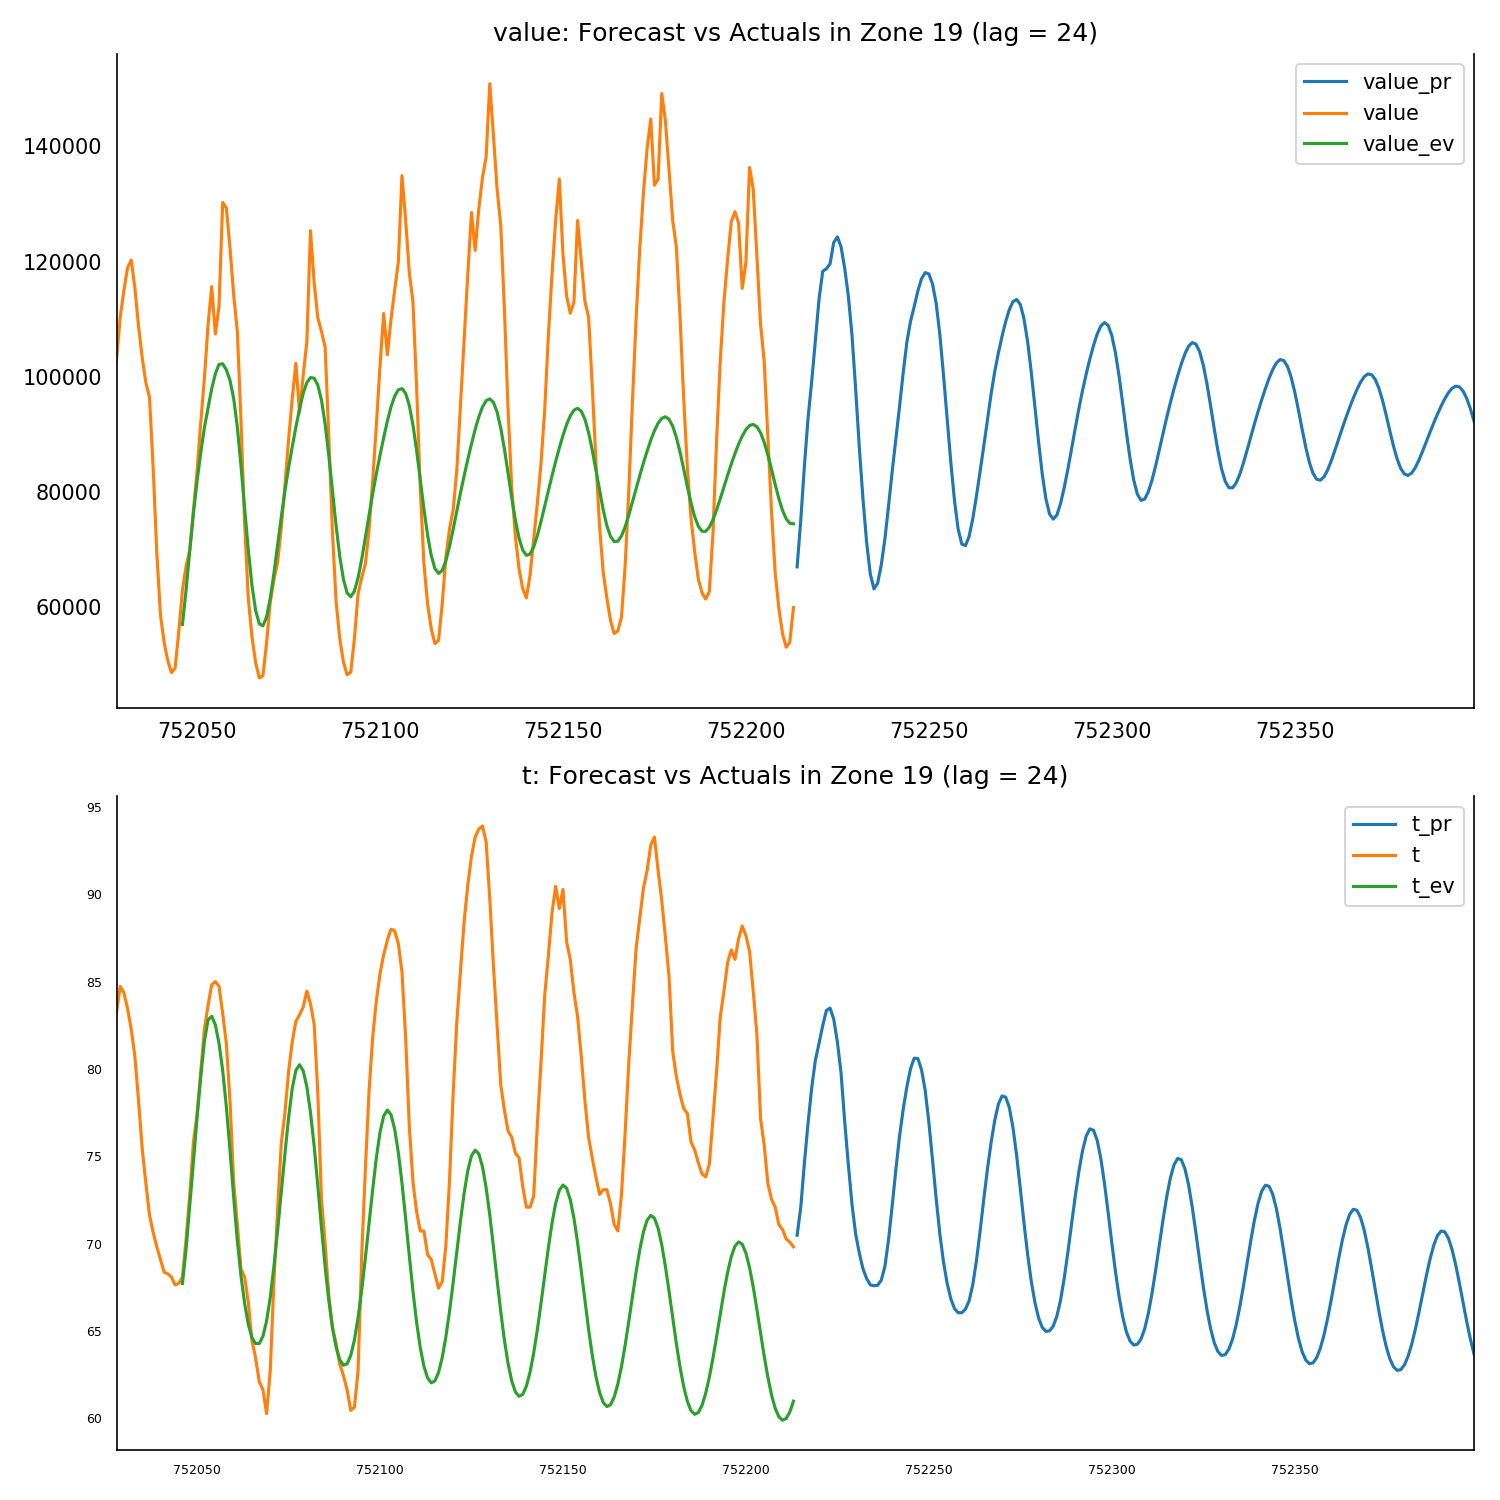 value: Forecast vs Actuals in Zone 19 (lag = 24)
value_pr
value
value_ev
140000
120000
100000
80000
60000
752050 752100 752150 752200 752250 752300 752350
t: Forecast vs Actuals in Zone 19 (lag = 24)
t_pr
t
t_ev
95
90
85
80
75
70
65
60
752050 752100 752150 752200 752250 752300 752350